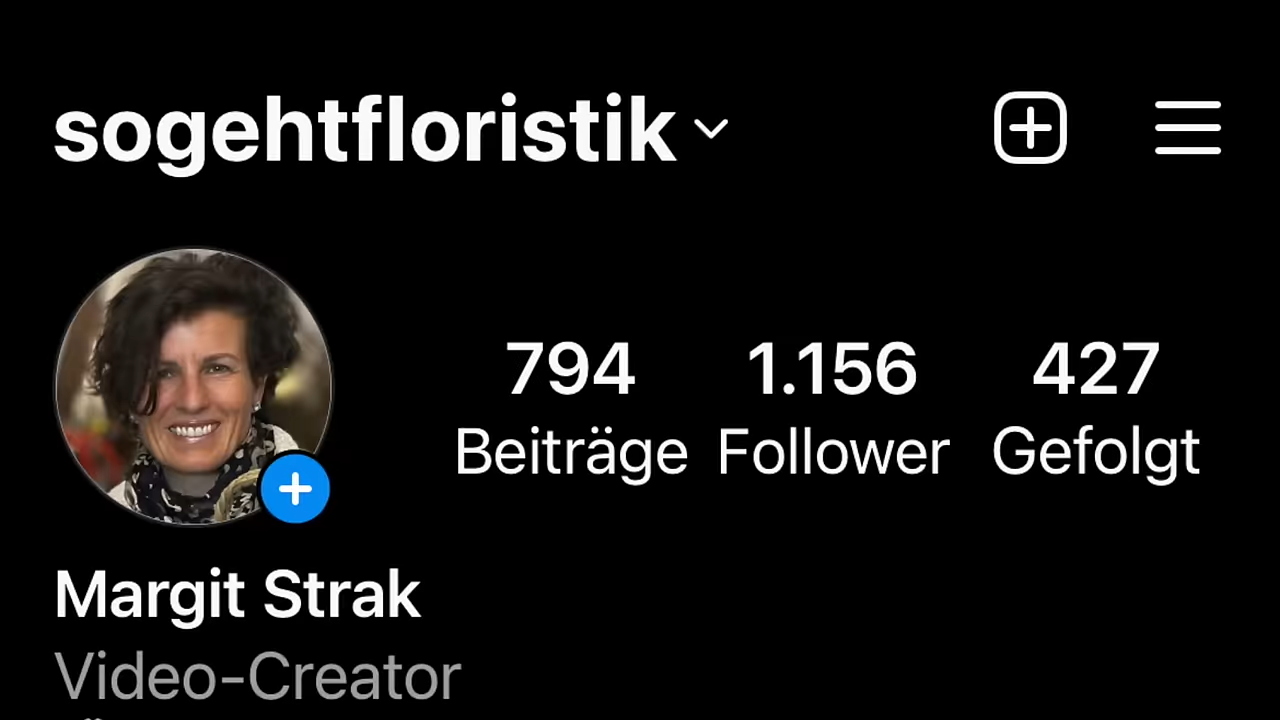 sogehtfloristik
794 1.156 427
Beiträge Follower Gefolgt
Margit Strak
Video-Creator